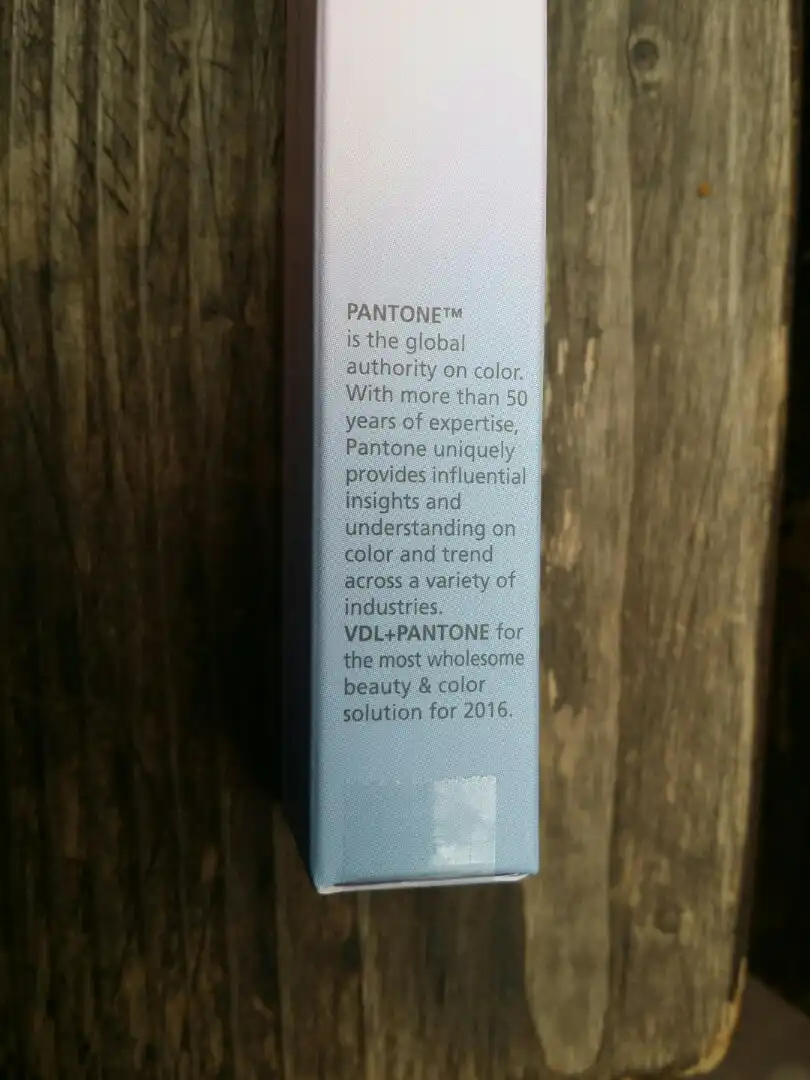 PANTONE™
is the global
authority on color.
With more than 50
years of expertise,
Pantone uniquely
provides influential
insights and
understanding on
color and trend
across a variety of
industries.
VDL+PANTONE for
the most wholesome
beauty & color
solution for 2016.